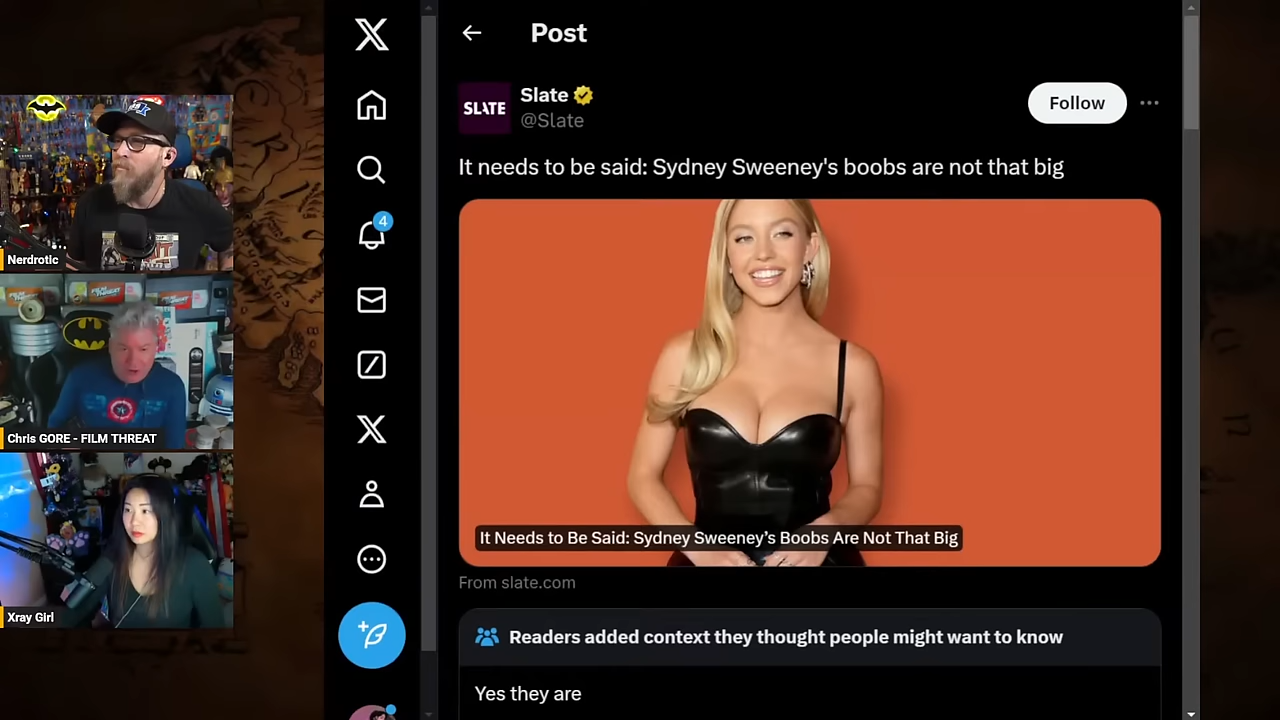 Post
SLATE
Slate
@Slate
Follow
It needs to be said: Sydney Sweeney's boobs are not that big
It Needs to Be Said: Sydney Sweeney's Boobs Are Not That Big
From slate.com
Readers added context they thought people might want to know
Yes they are
4
Nerdrotic
Chris GORE - FILM THREAT
Xray Girl